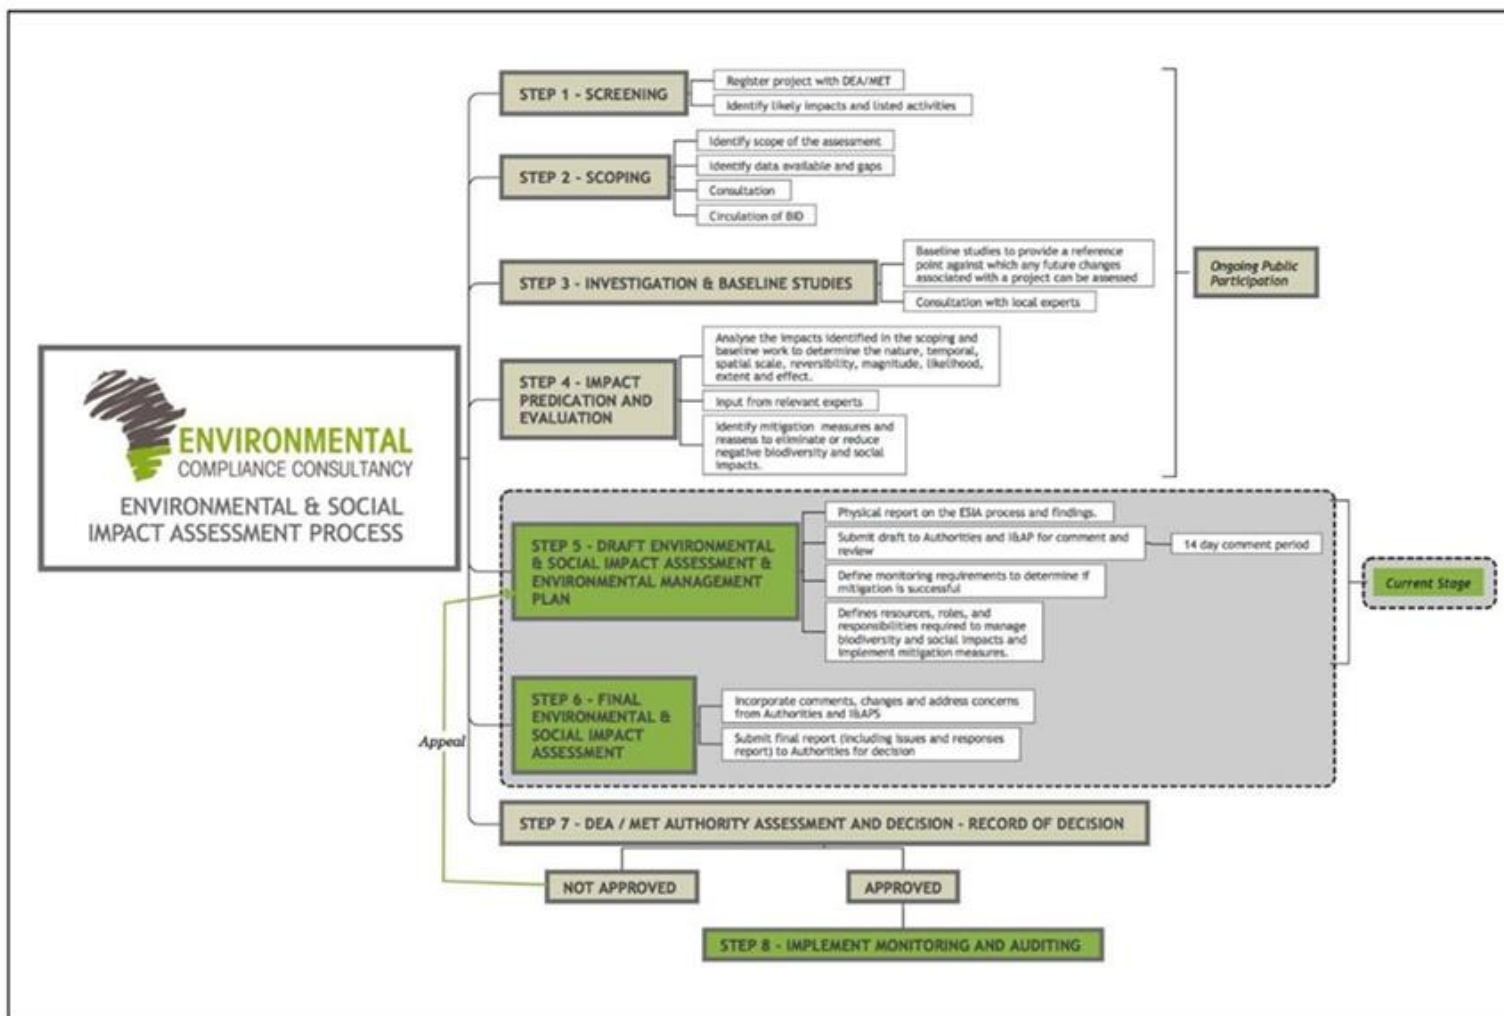 STEP 1 - SCREENING
Register project with DEA/MET
Identify likely impacts and listed activities
STEP 2 - SCOPING
Identify scope of the assessment
Identify data available and gaps
Consultation
Circulation of BID
STEP 3 - INVESTIGATION & BASELINE STUDIES
Baseline studies to provide a reference
point against which any future changes
associated with a project can be assessed
Consultation with local experts
Ongoing Public
Participation
STEP 4 - IMPACT
PREDICATION AND
EVALUATION
Analyse the impacts identified in the scoping and
baseline work to determine the nature, temporal,
spatial scale, reversibility, magnitude, likelihood,
extent and effect.
Input from relevant experts
Identify mitigation measures and
reassess to eliminate or reduce
negative biodiversity and social
impacts.
ENVIRONMENTAL
COMPLIANCE CONSULTANCY
ENVIRONMENTAL & SOCIAL
IMPACT ASSESSMENT PROCESS
STEP 5 - DRAFT ENVIRONMENTAL
& SOCIAL IMPACT ASSESSMENT &
ENVIRONMENTAL MANAGEMENT
PLAN
Physical report on the ESIA process and findings.
Submit draft to Authorities and I&AP for comment and
review
14 day comment period
Define monitoring requirements to determine if
mitigation is successful
Defines resources, roles, and
responsibilities required to manage
biodiversity and social impacts and
implement mitigation measures.
Current Stage
STEP 6 - FINAL
ENVIRONMENTAL &
SOCIAL IMPACT
ASSESSMENT
Incorporate comments, changes and address concerns
from Authorities and I&APS
Submit final report (including issues and responses
report) to Authorities for decision
Appeal
STEP 7 - DEA / MET AUTHORITY ASSESSMENT AND DECISION - RECORD OF DECISION
NOT APPROVED
APPROVED
STEP 8 - IMPLEMENT MONITORING AND AUDITING